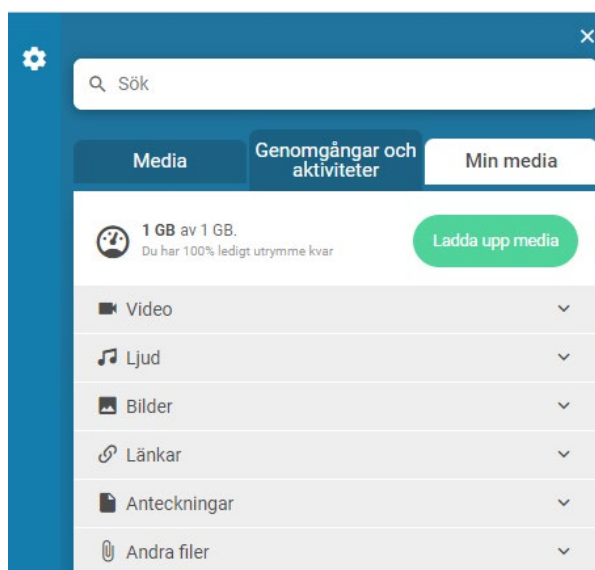 Sök
Media
Genomgångar och
aktiviteter
Min media
1 GB av 1 GB.
Du har 100% ledigt utrymme kvar
Ladda upp media
Video
Ljud
Bilder
Länkar
Anteckningar
Andra filer